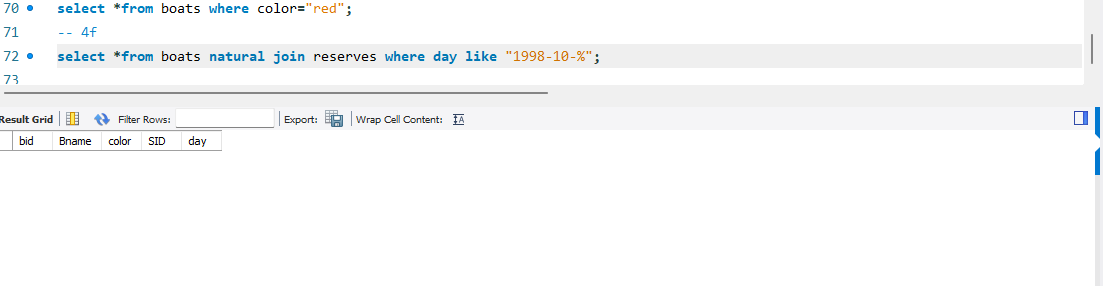 70 select *from boats where color="red";
71 -- 4f
72 select *from boats natural join reserves where day like "1998-10-%";
73
Result Grid Filter Rows: Export: Wrap Cell Content: IA
bid Bname color SID day